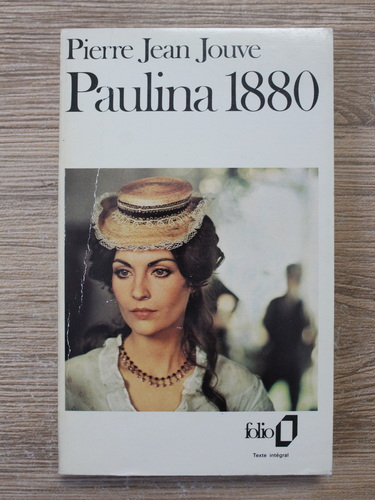 Pierre Jean Jouve
Paulina 1880
folio
Texte intégral